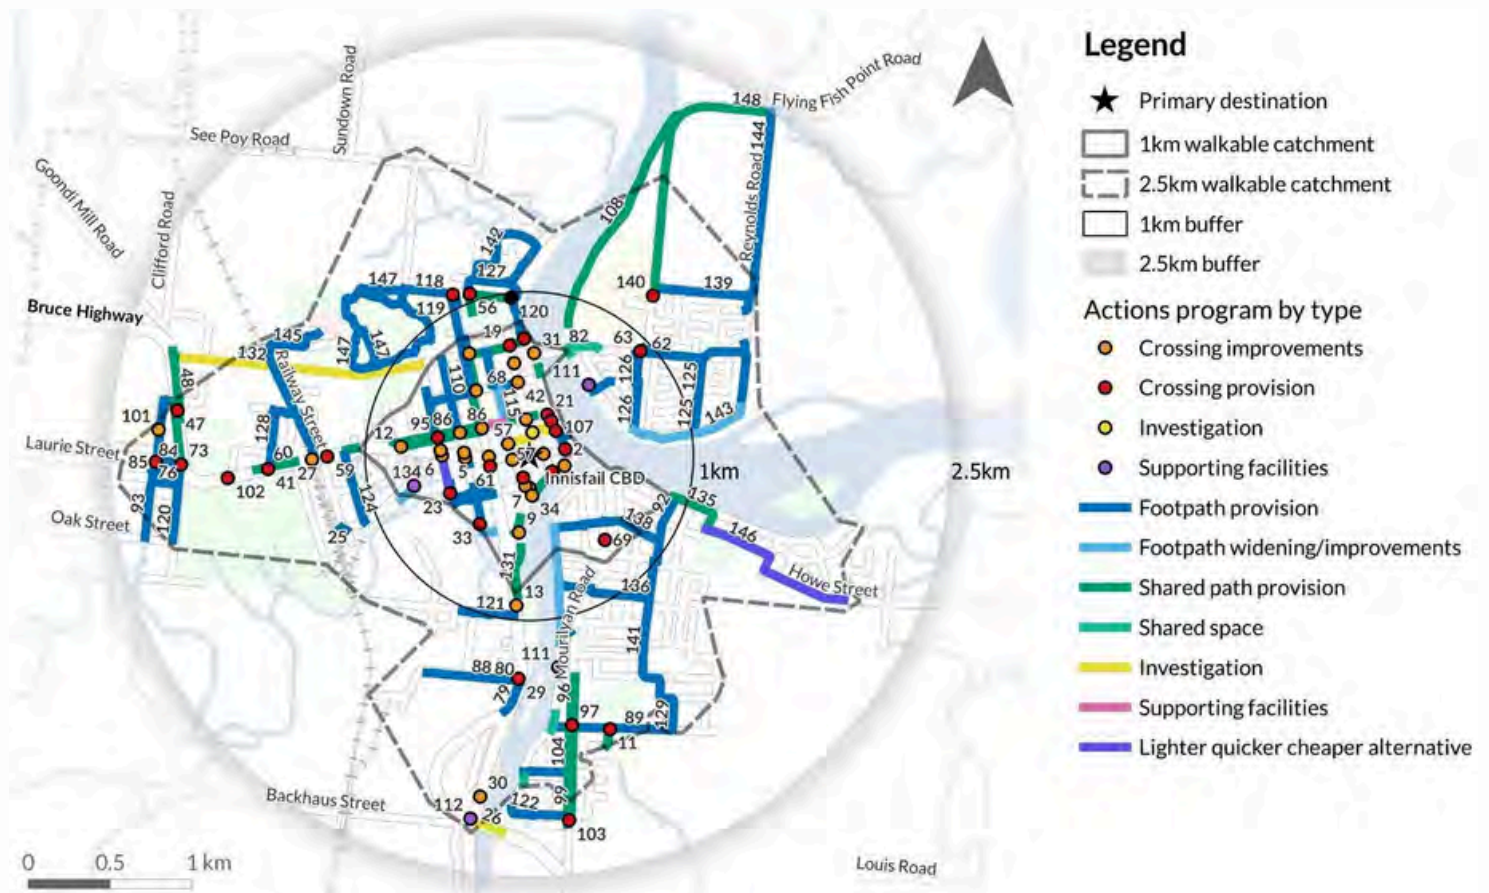 Flying Fish Point Road
148
144
Reynolds Road
See Poy Road
Sundown Road
Goondi Mill Road
Clifford Road
Bruce Highway
108
142
127
147
118
119
56
120
140
139
147
147
145
132
Railway Street
19
31
82
63
62
110
68
111
126
125
48
115
42
21
126
125
143
101
47
95
86
86
57
107
12
128
Laurie Street
84
73
85
76
60
27
59
41
102
134
6
5
57
2
Innisfail CBD
1km
2.5km
61
7
34
93
120
124
23
9
92
135
Oak Street
25
33
138
69
146
131
Howe Street
13
136
121
Mourilyan Road
141
111
88
80
79
29
96
97
89
129
11
104
30
99
112
26
122
103
Backhaus Street
Louis Road
0 0.5 1 km
Legend
Primary destination
1km walkable catchment
2.5km walkable catchment
1km buffer
2.5km buffer
Actions program by type
Crossing improvements
Crossing provision
Investigation
Supporting facilities
Footpath provision
Footpath widening/improvements
Shared path provision
Shared space
Investigation
Supporting facilities
Lighter quicker cheaper alternative